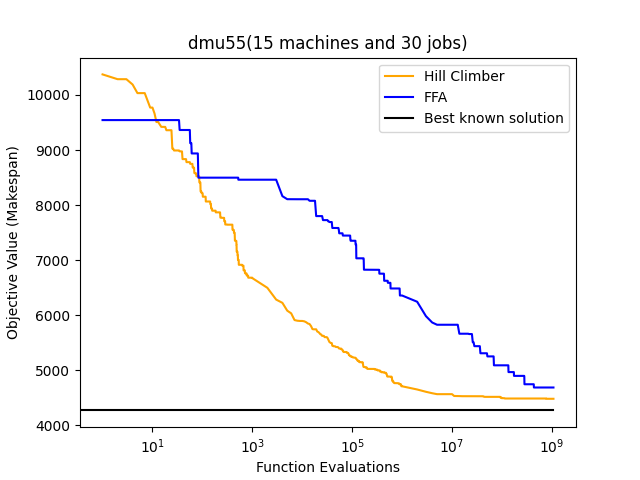 dmu55(15 machines and 30 jobs)
Hill Climber
FFA
Best known solution
Objective Value (Makespan)
10000
9000
8000
7000
6000
5000
4000
10^1
10^3
10^5
10^7
10^9
Function Evaluations